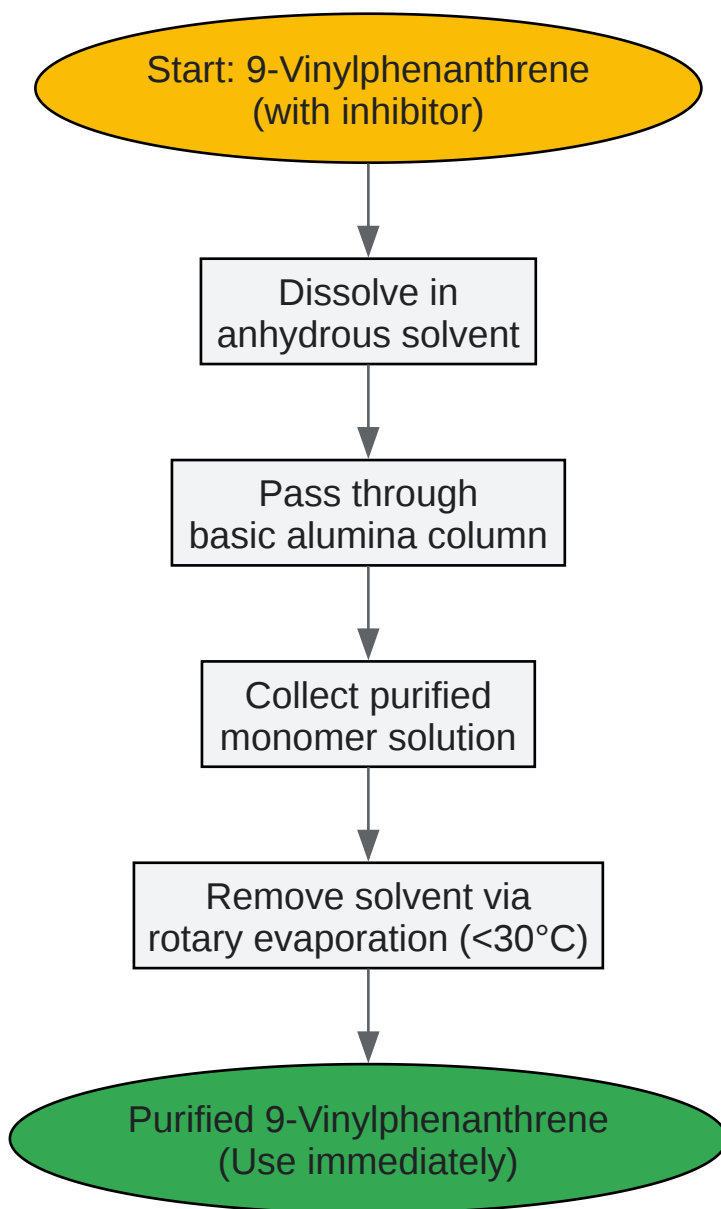 Start: 9-Vinylphenanthrene
(with inhibitor)
Dissolve in
anhydrous solvent
Pass through
basic alumina column
Collect purified
monomer solution
Remove solvent via
rotary evaporation (<30°C)
Purified 9-Vinylphenanthrene
(Use immediately)